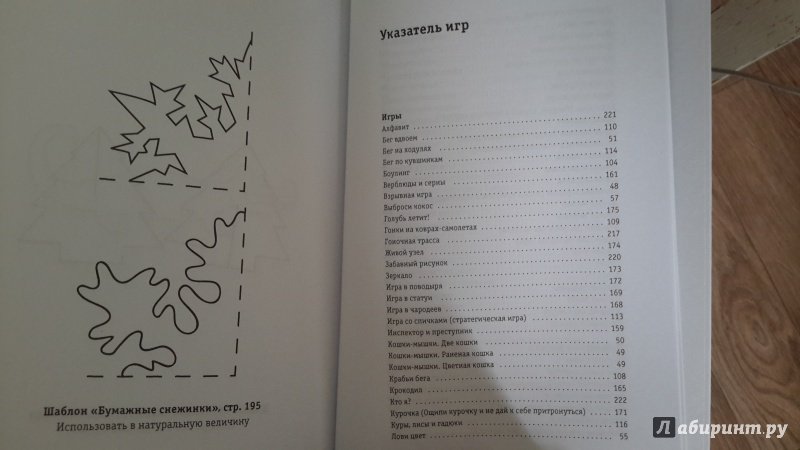 Шаблон «Бумажные снежинки», стр. 195
Использовать в натуральную величину
Указатель игр
Игры
Алфавит 221
Бег вдвоем 110
Бег на ходулях 51
Бег по кувшинкам 114
Боулинг 104
Верблюды и серны 161
Взрывная игра 48
Выброси кокос 57
Голубь летит! 175
Гонки на коврах-самолетах 109
Гоночная трасса 217
Живой узел 174
Забавный рисунок 220
Зеркало 173
Игра в поводыря 172
Игра в статуи 169
Игра в чародеев 168
Игра со спичками (стратегическая игра) 113
Инспектор и преступник 159
Кошки-мышки. Две кошки 50
Кошки-мышки. Раненая кошка 49
Кошки-мышки. Цветная кошка 49
Крабьи бега 108
Крокодил 165
Кто я? 222
Курочка (Ощипи курочку и не дай к себе притронуться) 171
Куры, лисы и гадюки 116
Лови цвет 55
Лабиринт.ру